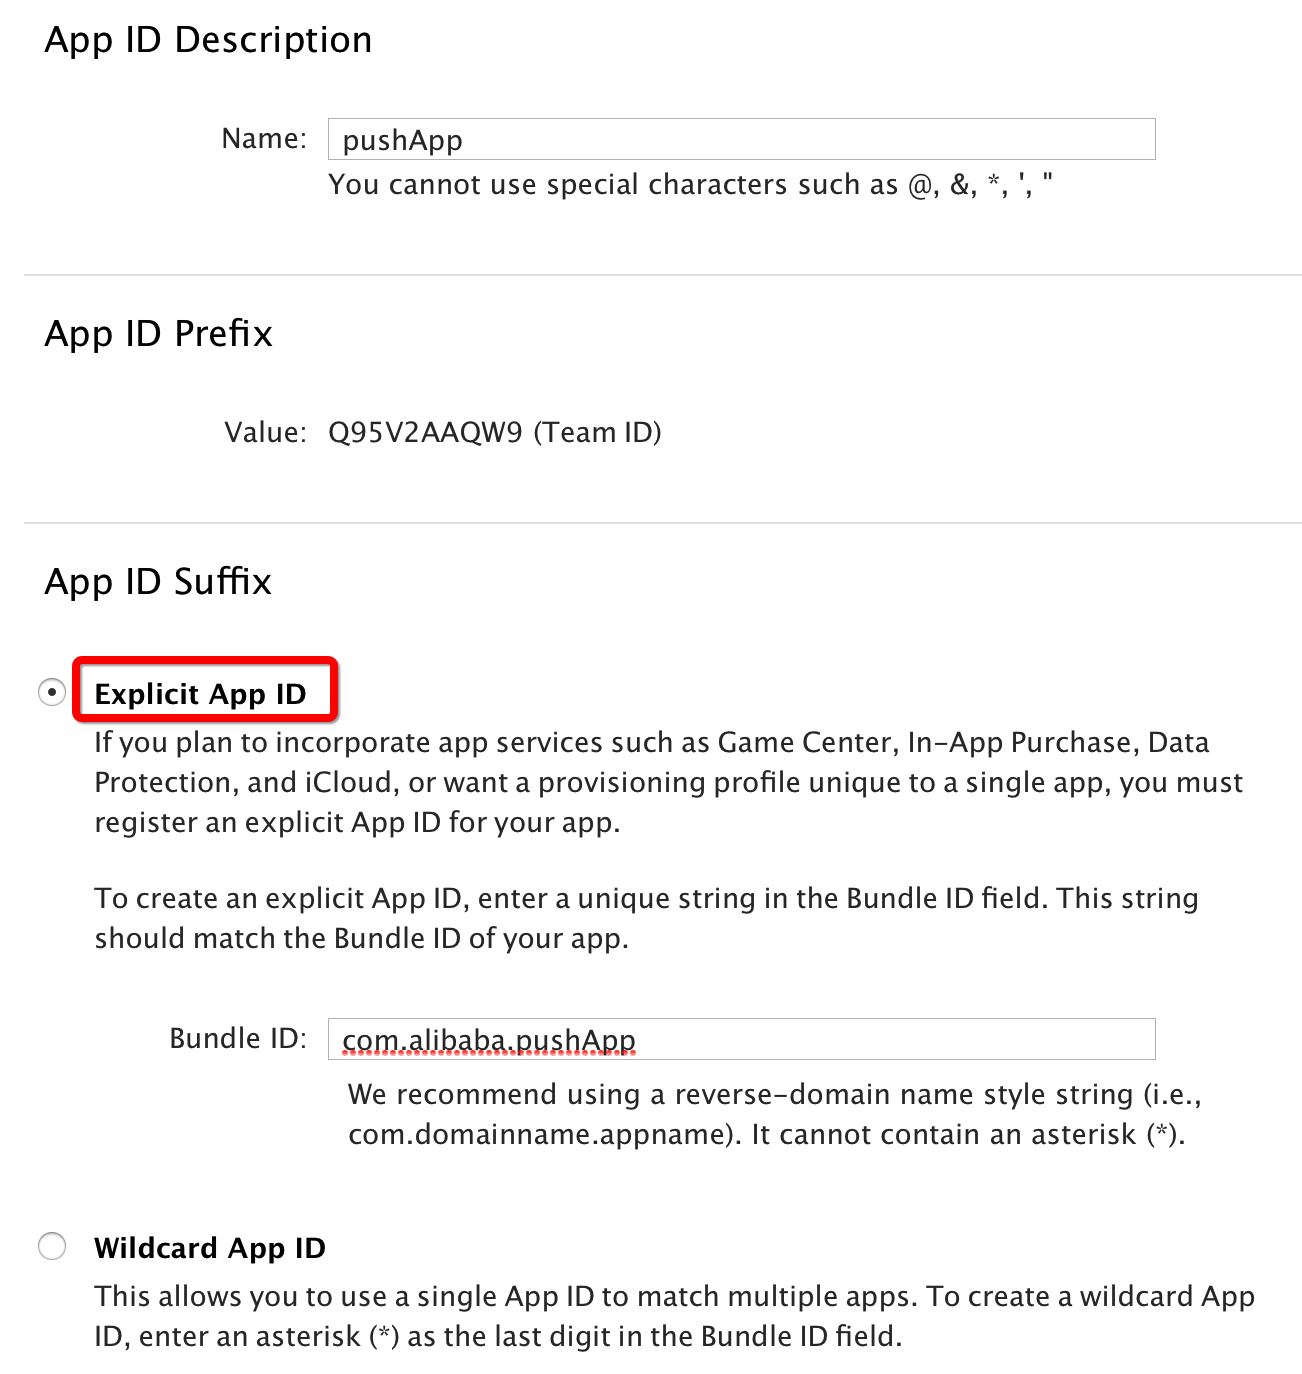 App ID Description
Name: pushApp
You cannot use special characters such as @, &, *, ', "
App ID Prefix
Value: Q95V2AAQW9 (Team ID)
App ID Suffix
Explicit App ID
If you plan to incorporate app services such as Game Center, In-App Purchase, Data
Protection, and iCloud, or want a provisioning profile unique to a single app, you must
register an explicit App ID for your app.
To create an explicit App ID, enter a unique string in the Bundle ID field. This string
should match the Bundle ID of your app.
Bundle ID: com.alibaba.pushApp
We recommend using a reverse-domain name style string (i.e.,
com.domainname.appname). It cannot contain an asterisk (*).
Wildcard App ID
This allows you to use a single App ID to match multiple apps. To create a wildcard App
ID, enter an asterisk (*) as the last digit in the Bundle ID field.